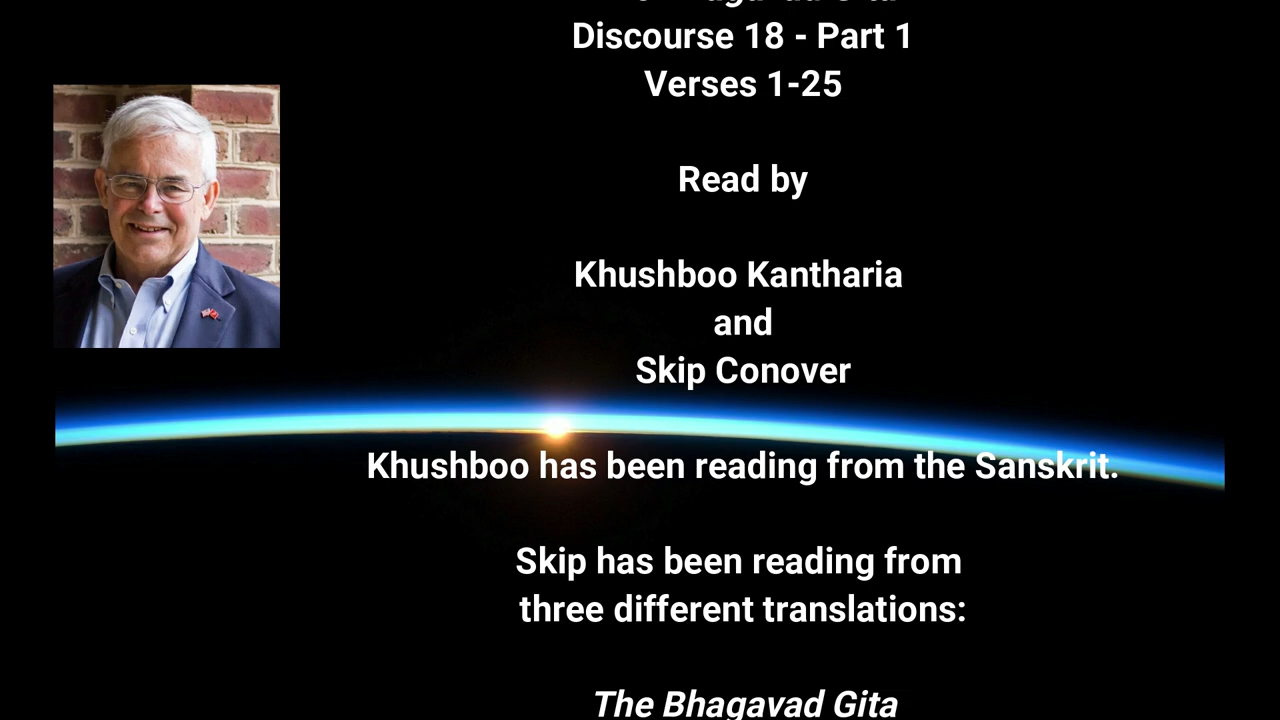 Discourse 18 - Part 1
Verses 1-25
Read by
Khushboo Kantharia
and
Skip Conover
Khushboo has been reading from the Sanskrit.
Skip has been reading from
three different translations:
The Bhagavad Gita